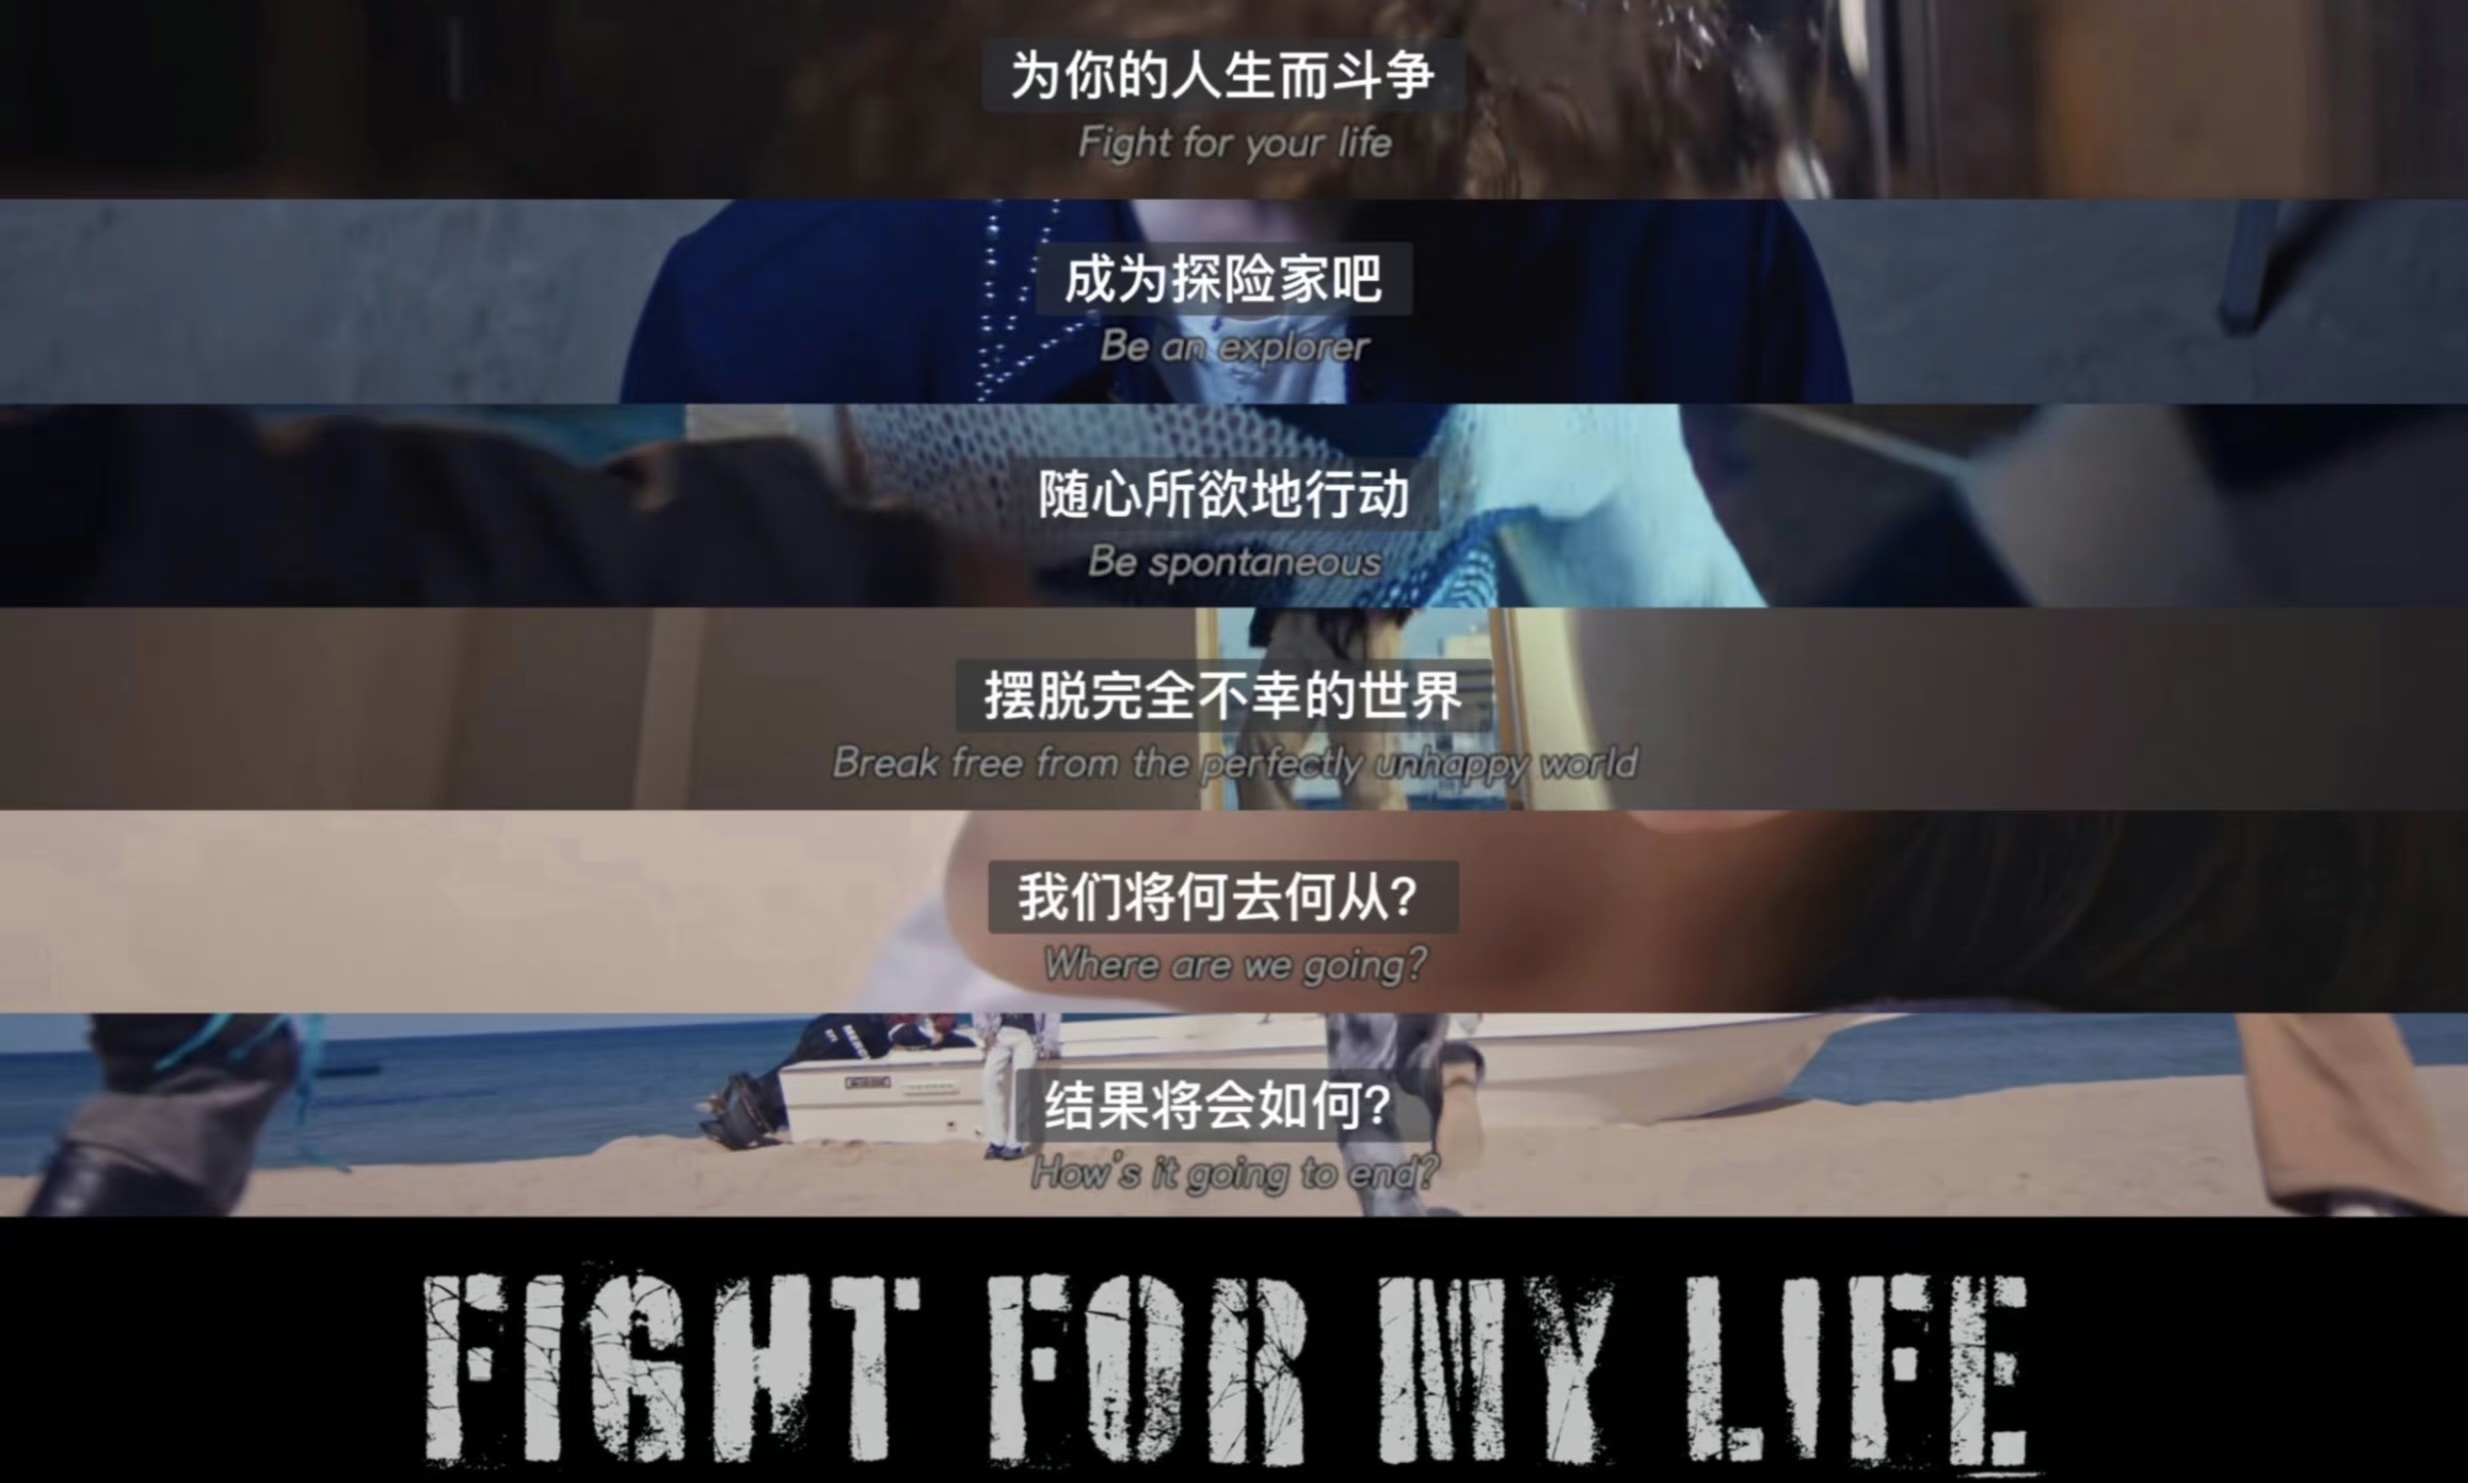 为你的人生而斗争
Fight for your life
成为探险家吧
Be an explorer
随心所欲地行动
Be spontaneous
摆脱完全不幸的世界
Break free from the perfectly unhappy world
我们将何去何从?
Where are we going?
结果将会如何?
How's it going to end?
FIGHT FOR MY LIFE